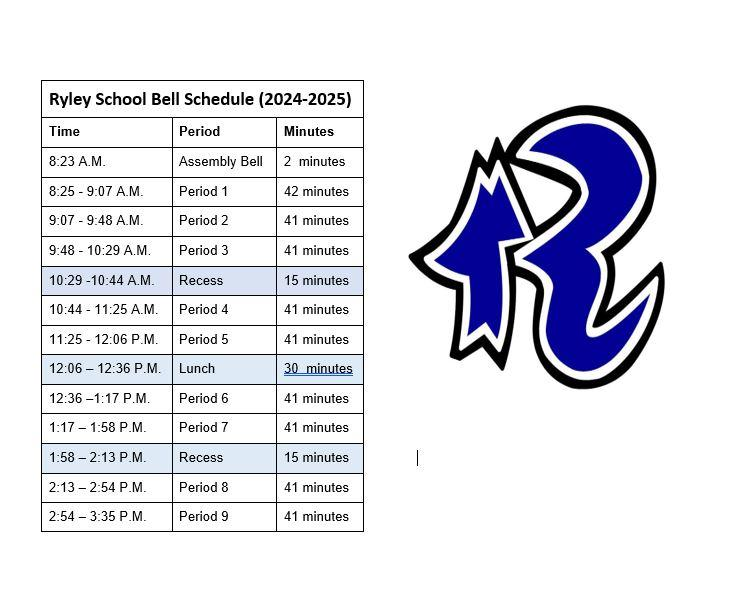 Ryley School Bell Schedule (2024-2025)
Time Period Minutes
8:23 A.M. Assembly Bell 2  minutes
8:25 - 9:07 A.M. Period 1 42 minutes
9:07 - 9:48 A.M. Period 2 41 minutes
9:48 - 10:29 A.M. Period 3 41 minutes
10:29 -10:44 A.M. Recess 15 minutes
10:44 - 11:25 A.M. Period 4 41 minutes
11:25 - 12:06 P.M. Period 5 41 minutes
12:06 – 12:36 P.M. Lunch 30  minutes
12:36 –1:17 P.M. Period 6 41 minutes
1:17 – 1:58 P.M. Period 7 41 minutes
1:58 – 2:13 P.M. Recess 15 minutes
2:13 – 2:54 P.M. Period 8 41 minutes
2:54 – 3:35 P.M. Period 9 41 minutes
R